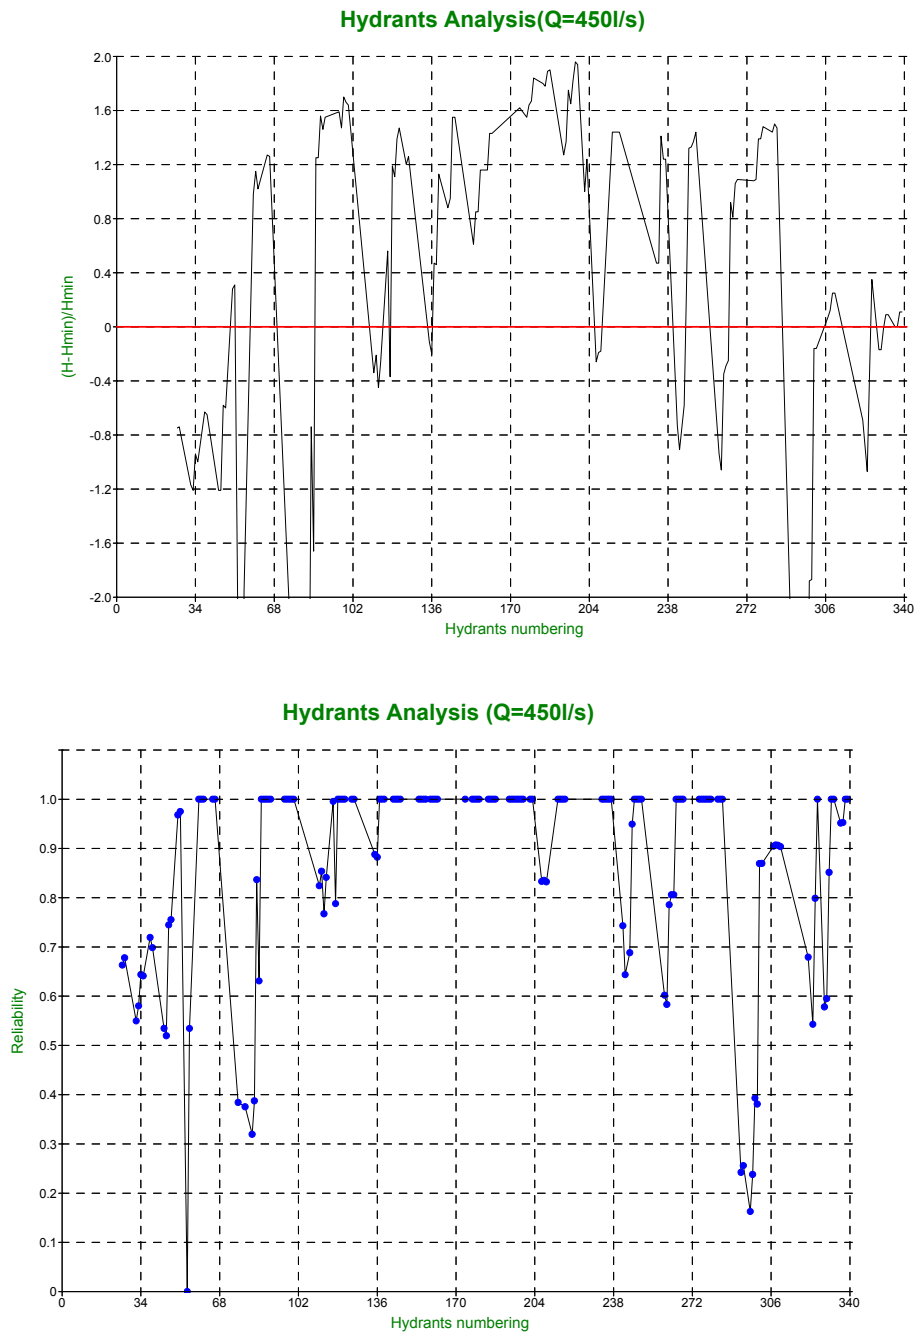 Hydrants Analysis(Q=450l/s)
2.0
1.6
1.2
0.8
0.4
0
-0.4
-0.8
-1.2
-1.6
-2.0
(H-Hmin)/Hmin
0 34 68 102 136 170 204 238 272 306 340
Hydrants numbering
Hydrants Analysis (Q=450l/s)
1.0
0.9
0.8
0.7
0.6
0.5
0.4
0.3
0.2
0.1
0
Reliability
0 34 68 102 136 170 204 238 272 306 340
Hydrants numbering